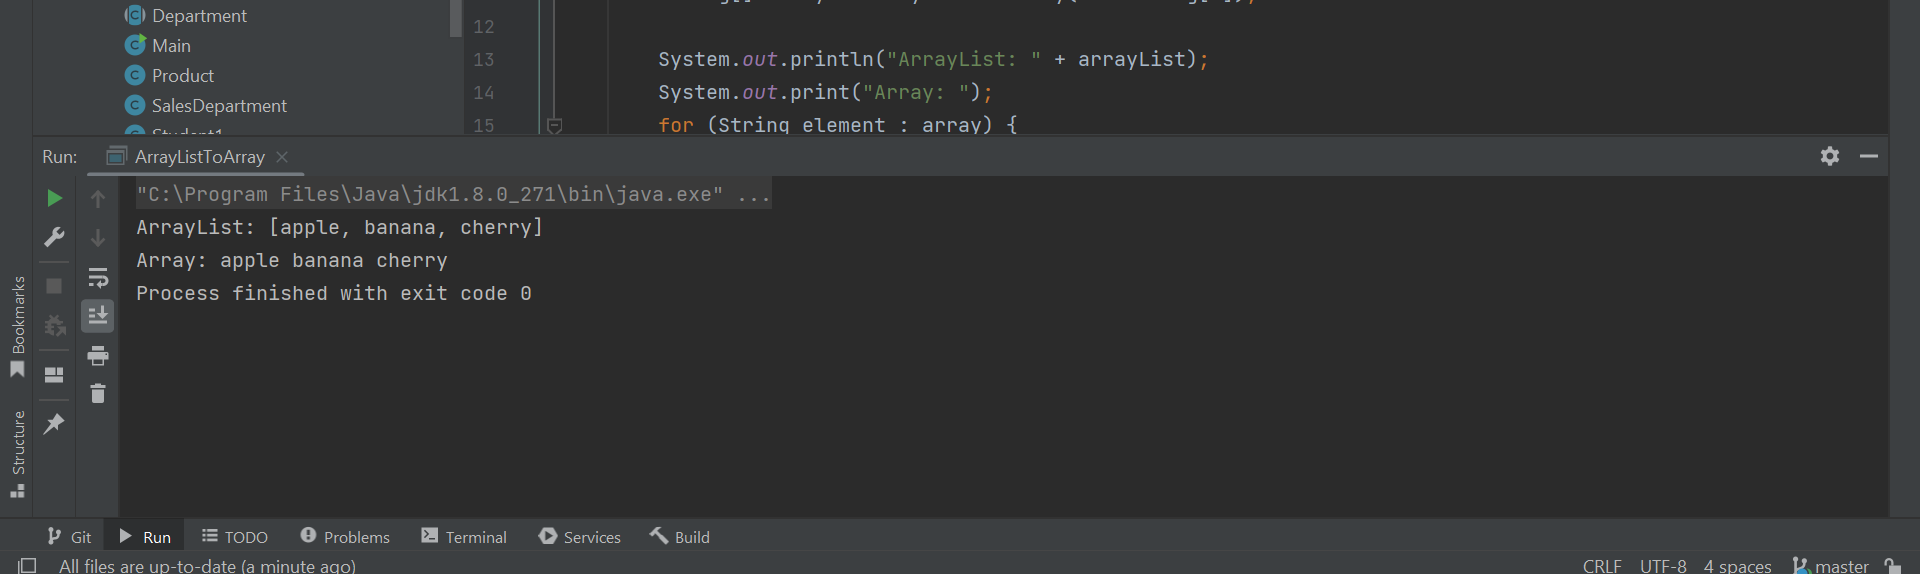 Department
Main
Product
SalesDepartment
Student1
12
13 System.out.println("ArrayList: " + arrayList);
14 System.out.print("Array: ");
15 for (String element : array) {
Run: ArrayListToArray
"C:\Program Files\Java\jdk1.8.0_271\bin\java.exe" ...
ArrayList: [apple, banana, cherry]
Array: apple banana cherry
Process finished with exit code 0
Bookmarks
Structure
Git Run TODO Problems Terminal Services Build
All files are up-to-date (a minute ago) CRLF UTF-8 4 spaces master